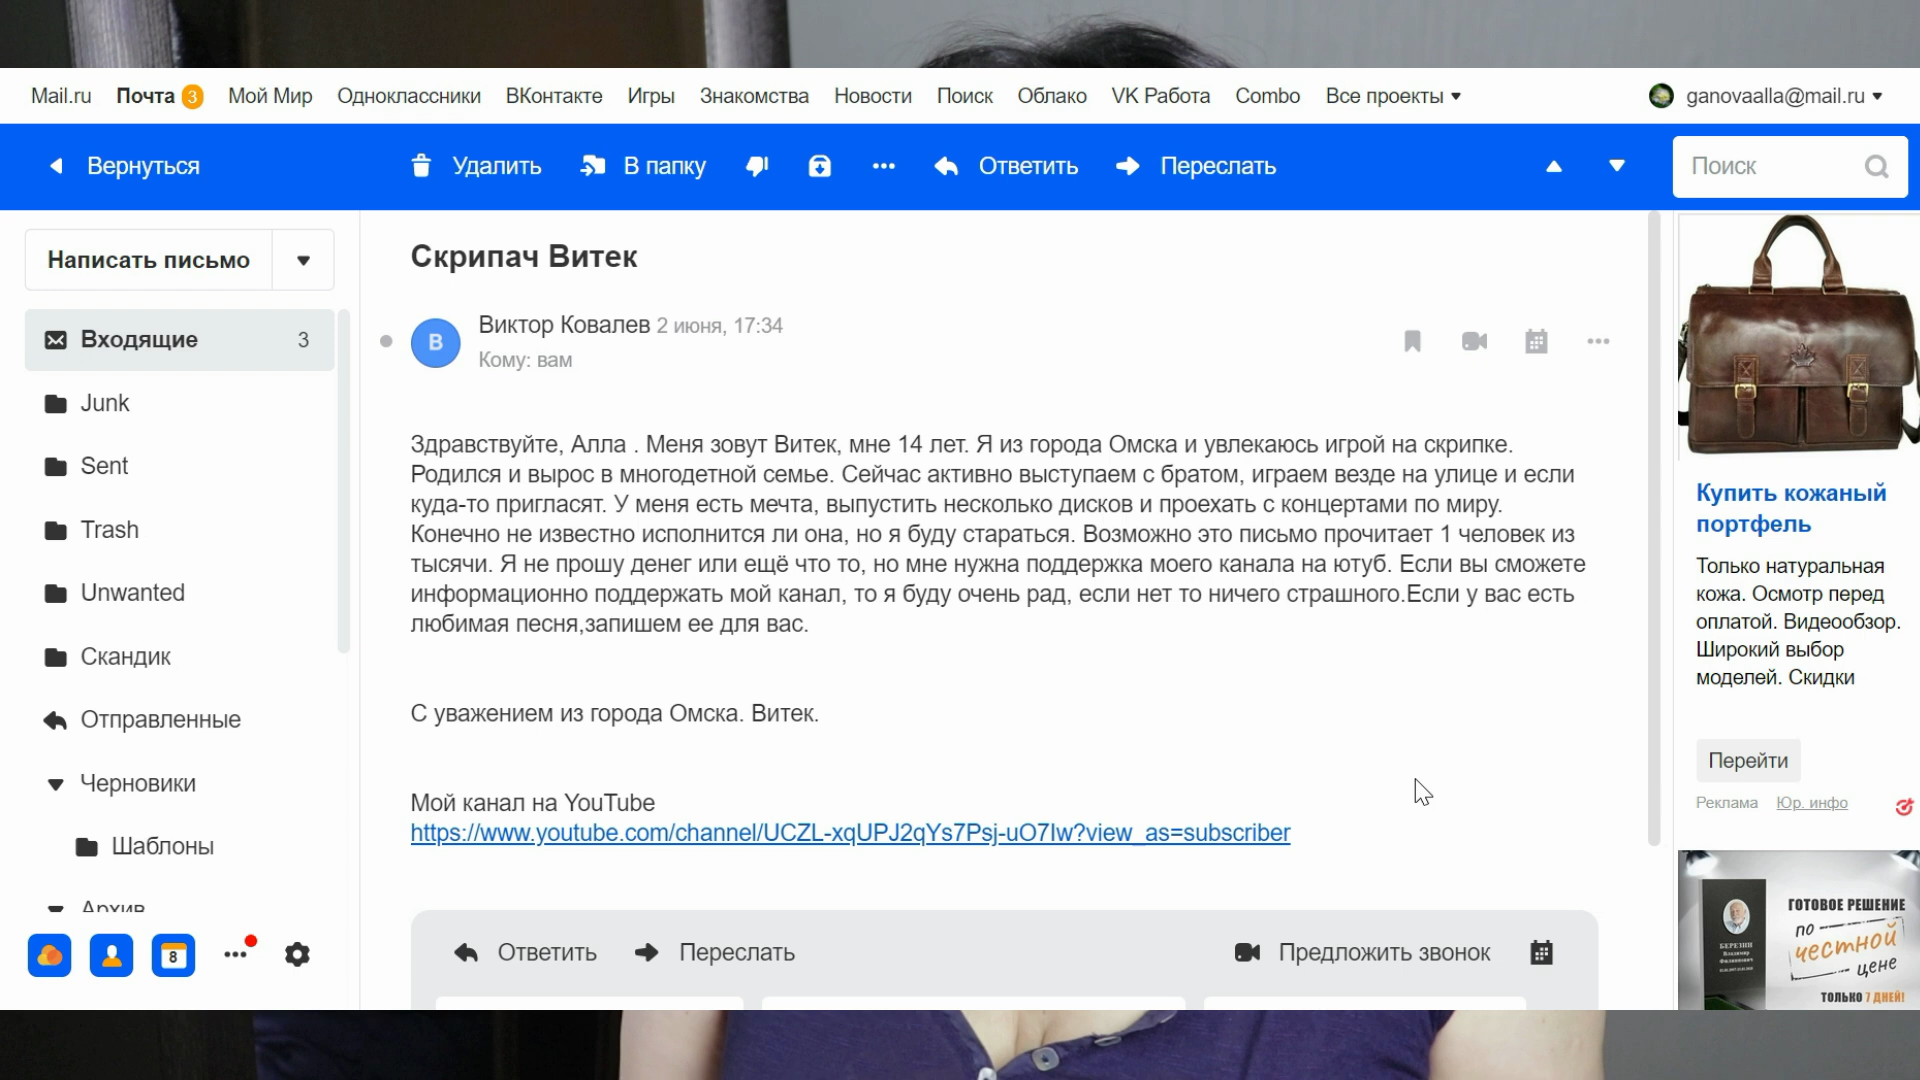 Mail.ru Почта 3 Мой Мир Одноклассники ВКонтакте Игры Знакомства Новости Поиск Облако VK Работа Combo Все проекты ganovaalla@mail.ru
Вернуться Удалить В папку Ответить Переслать Поиск
Написать письмо
Входящие 3
Junk
Sent
Trash
Unwanted
Скандик
Отправленные
Черновики
Шаблоны
Архив
8
Скрипач Витек
В
Виктор Ковалев 2 июня, 17:34
Кому: вам
Здравствуйте, Алла . Меня зовут Витек, мне 14 лет. Я из города Омска и увлекаюсь игрой на скрипке.
Родился и вырос в многодетной семье. Сейчас активно выступаем с братом, играем везде на улице и если
куда-то пригласят. У меня есть мечта, выпустить несколько дисков и проехать с концертами по миру.
Конечно не известно исполнится ли она, но я буду стараться. Возможно это письмо прочитает 1 человек из
тысячи. Я не прошу денег или ещё что то, но мне нужна поддержка моего канала на ютуб. Если вы сможете
информационно поддержать мой канал, то я буду очень рад, если нет то ничего страшного.Если у вас есть
любимая песня,запишем ее для вас.
С уважением из города Омска. Витек.
Мой канал на YouTube
https://www.youtube.com/channel/UCZL-xqUPJ2qYs7Psj-uO7Iw?view_as=subscriber
Ответить Переслать Предложить звонок
Купить кожаный
портфель
Только натуральная
кожа. Осмотр перед
оплатой. Видеообзор.
Широкий выбор
моделей. Скидки
Перейти
Реклама Юр. инфо
ГОТОВОЕ РЕШЕНИЕ
по
честной
цене
ТОЛЬКО 7 ДНЕЙ!
БЕРЕЗИН